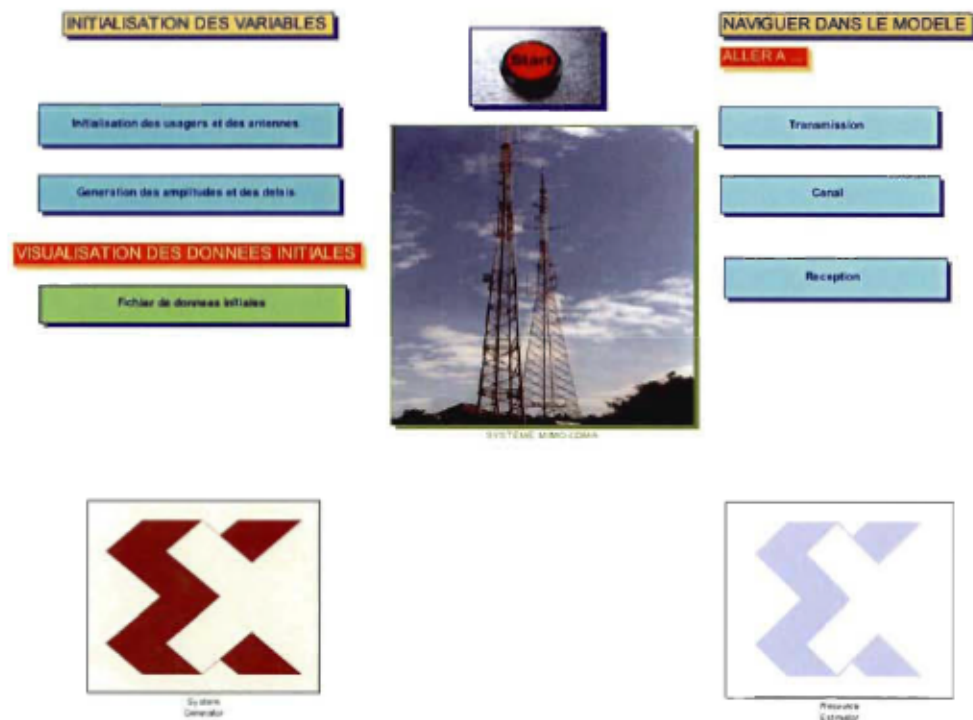 INITIALISATION DES VARIABLES
Initialisation des usagers et des antennes
Generation des amplitudes et des delais
VISUALISATION DES DONNEES INITIALES
Fichier de donnees initiales
Start
SYSTÈME MIMO-CDMA
NAVIGUER DANS LE MODELE
ALLER A ...
Transmission
Canal
Reception
System
Generator
Resource
Estimator